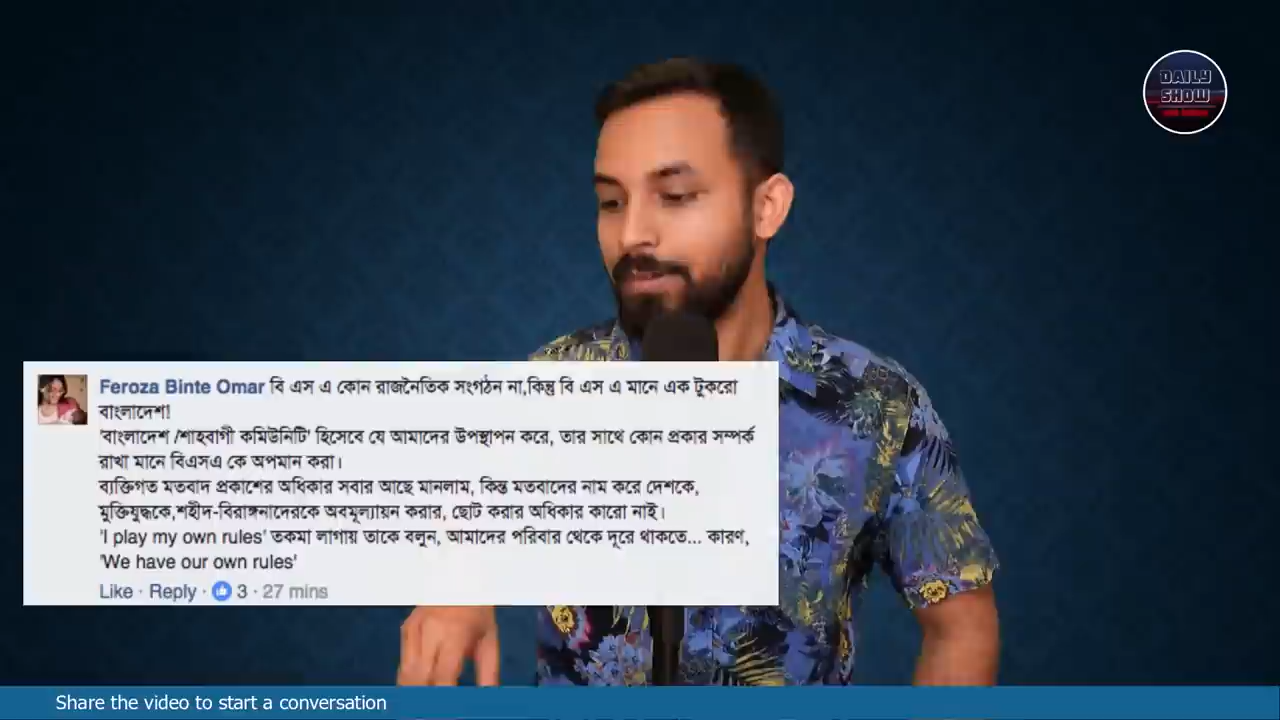 DAILY
SHOW
Feroza Binte Omar বি এস এ কোন রাজনৈতিক সংগঠন না,কিন্তু বি এস এ মানে এক টুকরো
বাংলাদেশ!
'বাংলাদেশ /শাহবাগী কমিউনিটি' হিসেবে যে আমাদের উপস্থাপন করে, তার সাথে কোন প্রকার সম্পর্ক
রাখা মানে বিএসএ কে অপমান করা।
ব্যক্তিগত মতবাদ প্রকাশের অধিকার সবার আছে মানলাম, কিন্ত মতবাদের নাম করে দেশকে,
মুক্তিযুদ্ধকে,শহীদ-বিরাঙ্গনাদেরকে অবমূল্যায়ন করার, ছোট করার অধিকার কারো নাই।
'I play my own rules' তকমা লাগায় তাকে বলুন, আমাদের পরিবার থেকে দূরে থাকতে... কারণ,
'We have our own rules'
Like · Reply · 3 · 27 mins
Share the video to start a conversation